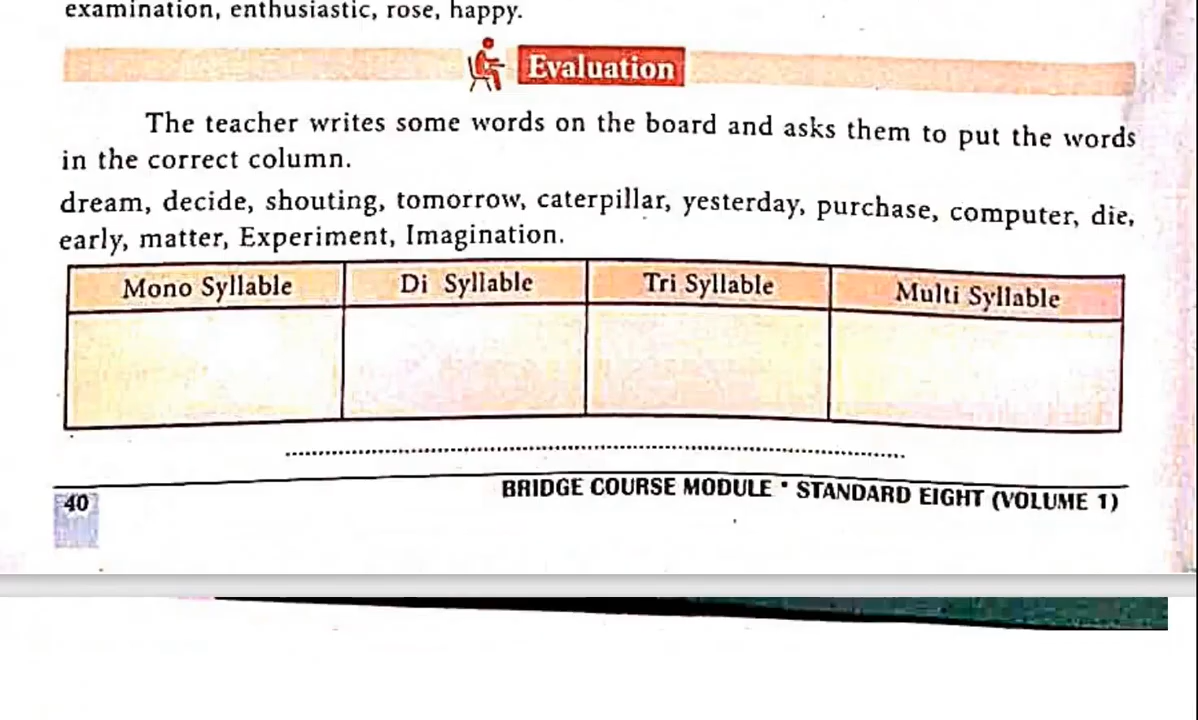 examination, enthusiastic, rose, happy.
Evaluation
The teacher writes some words on the board and asks them to put the words
in the correct column.
dream, decide, shouting, tomorrow, caterpillar, yesterday, purchase, computer, die,
early, matter, Experiment, Imagination.
Mono Syllable Di Syllable Tri Syllable Multi Syllable
40 BRIDGE COURSE MODULE • STANDARD EIGHT (VOLUME 1)